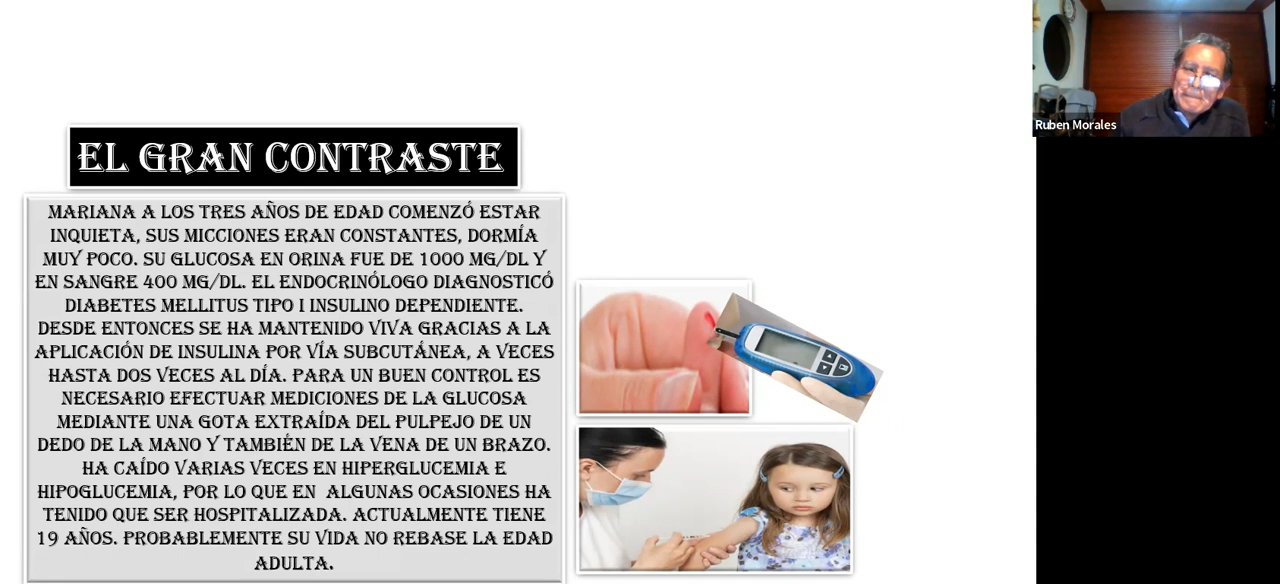 EL GRAN CONTRASTE
MARIANA A LOS TRES AÑOS DE EDAD COMENZÓ ESTAR
INQUIETA, SUS MICCIONES ERAN CONSTANTES, DORMÍA
MUY POCO. SU GLUCOSA EN ORINA FUE DE 1000 MG/DL Y
EN SANGRE 400 MG/DL. EL ENDOCRINÓLOGO DIAGNOSTICÓ
DIABETES MELLITUS TIPO I INSULINO DEPENDIENTE.
DESDE ENTONCES SE HA MANTENIDO VIVA GRACIAS A LA
APLICACIÓN DE INSULINA POR VÍA SUBCUTÁNEA, A VECES
HASTA DOS VECES AL DÍA. PARA UN BUEN CONTROL ES
NECESARIO EFECTUAR MEDICIONES DE LA GLUCOSA
MEDIANTE UNA GOTA EXTRAÍDA DEL PULPEJO DE UN
DEDO DE LA MANO Y TAMBIÉN DE LA VENA DE UN BRAZO.
HA CAÍDO VARIAS VECES EN HIPERGLUCEMIA E
HIPOGLUCEMIA, POR LO QUE EN ALGUNAS OCASIONES HA
TENIDO QUE SER HOSPITALIZADA. ACTUALMENTE TIENE
19 AÑOS. PROBABLEMENTE SU VIDA NO REBASE LA EDAD
ADULTA.
Ruben Morales